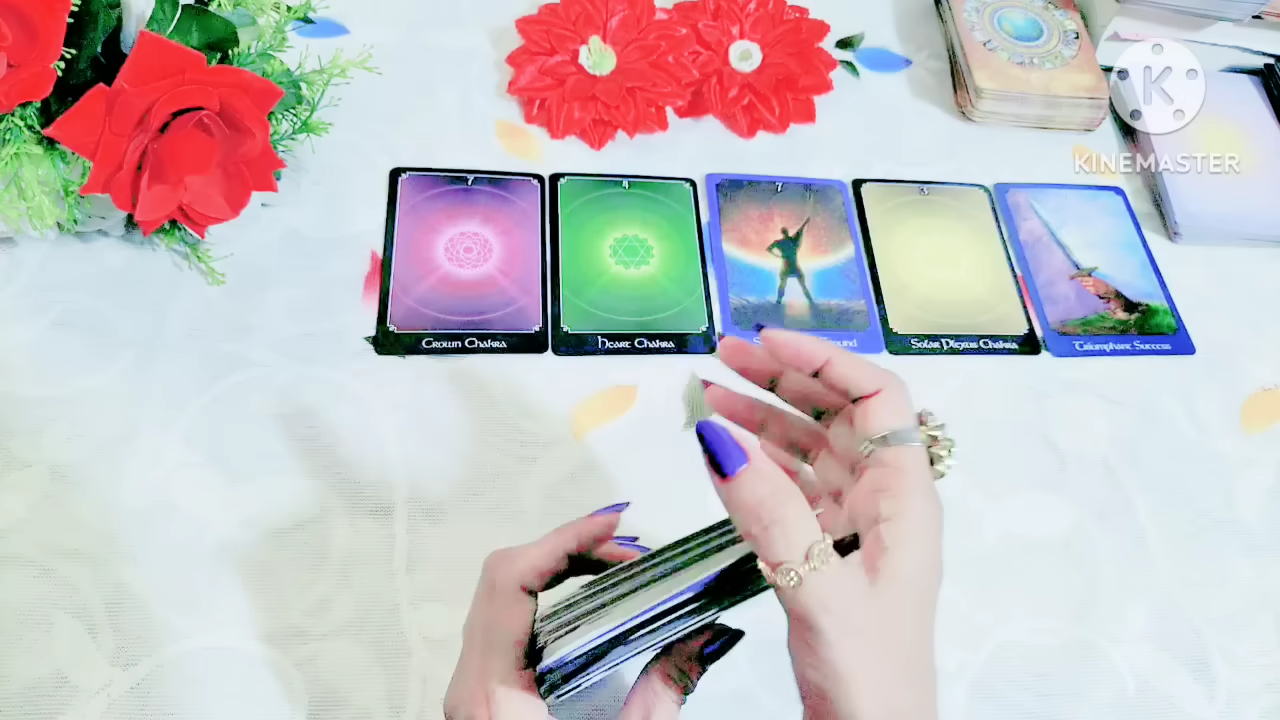 K
KINEMASTER
7
4
7
3
Crown Chakra
Heart Chakra
Solar Plexus Chakra
Triumphant Success